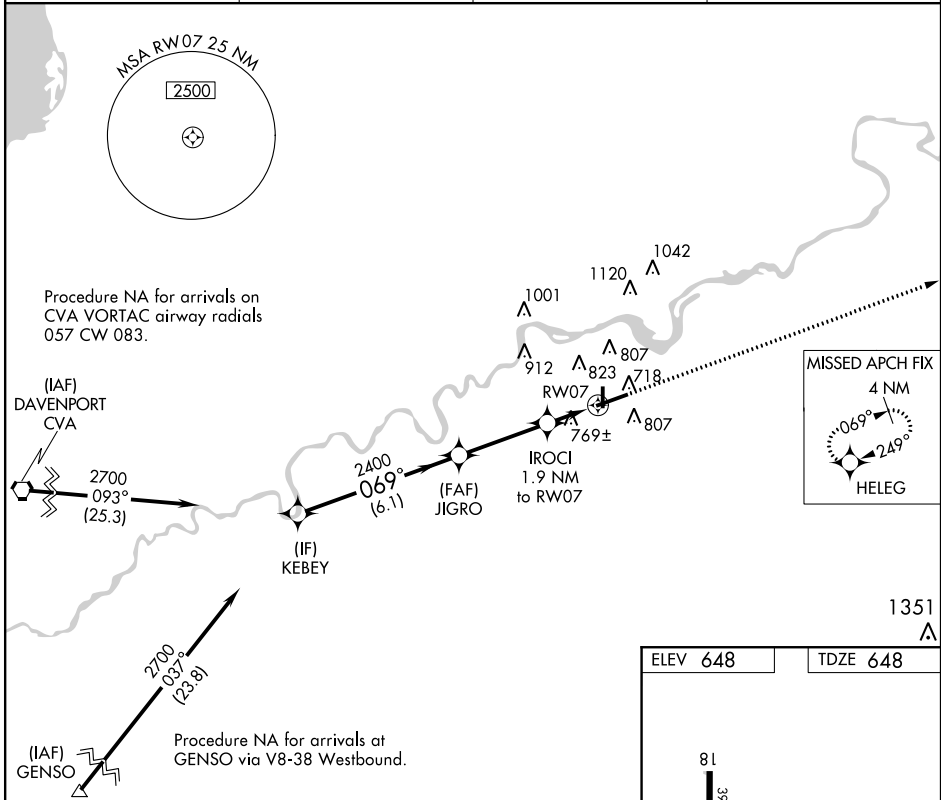 MSA RW07 25 NM
2500
Procedure NA for arrivals on
CVA VORTAC airway radials
057 CW 083.
(IAF)
DAVENPORT
CVA
2700
093°
(25.3)
2400
069°
(6.1)
(IF)
KEBEY
(FAF)
JIGRO
IROCI
1.9 NM
to RW07
RW07
1001
912
1120
1042
823
807
718
769±
807
MISSED APCH FIX
4 NM
069°
249°
HELEG
1351
2700
037°
(23.8)
(IAF)
GENSO
Procedure NA for arrivals at
GENSO via V8-38 Westbound.
ELEV 648
TDZE 648
18
39